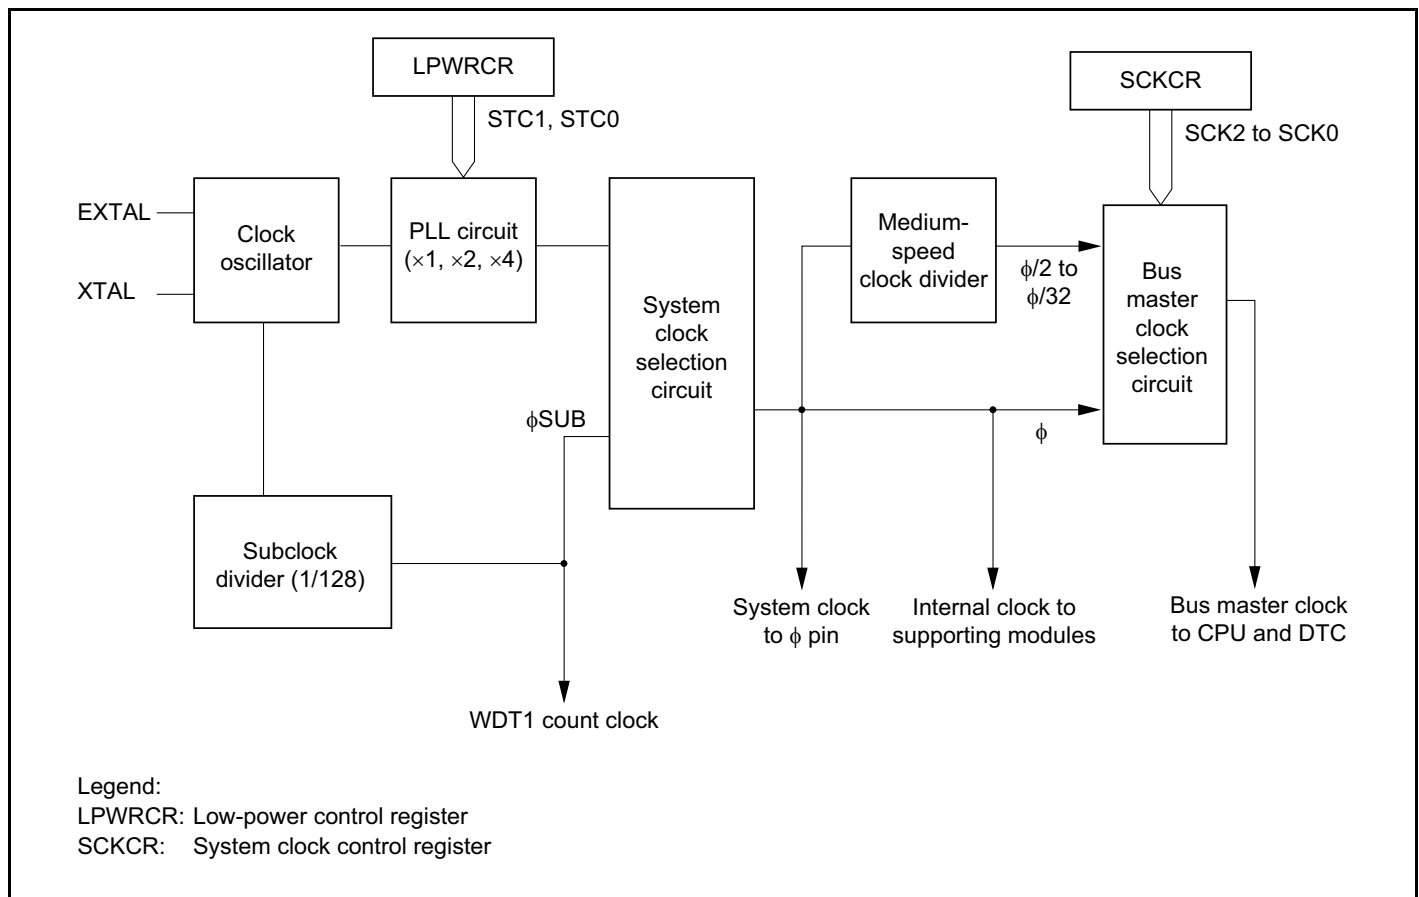 LPWRCR
STC1, STC0
SCKCR
SCK2 to SCK0
EXTAL
XTAL
Clock
oscillator
PLL circuit
(×1, ×2, ×4)
System
clock
selection
circuit
Medium-
speed
clock divider
ϕ/2 to
ϕ/32
Bus
master
clock
selection
circuit
ϕSUB
ϕ
Subclock
divider (1/128)
System clock
to ϕ pin
Internal clock to
supporting modules
Bus master clock
to CPU and DTC
WDT1 count clock
Legend:
LPWRCR: Low-power control register
SCKCR: System clock control register